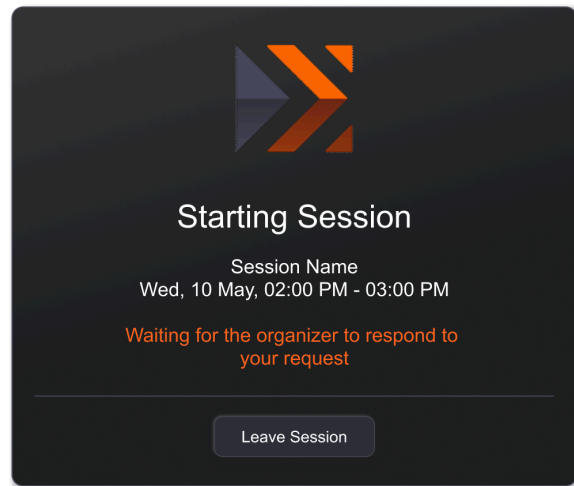 Starting Session
Session Name
Wed, 10 May, 02:00 PM - 03:00 PM
Waiting for the organizer to respond to
your request
Leave Session